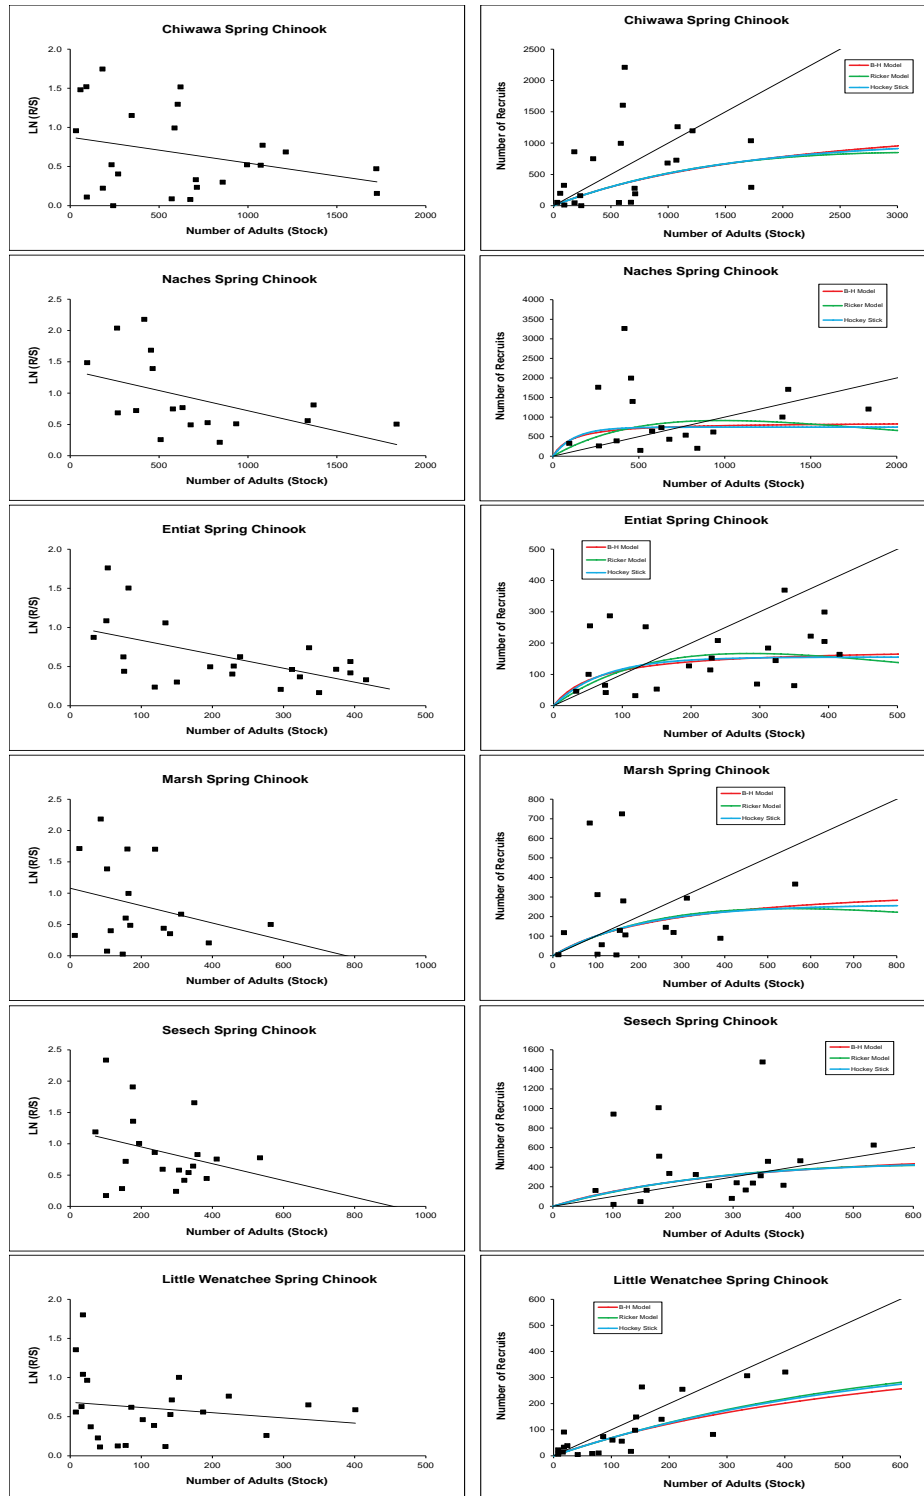 Chiwawa Spring Chinook
LN (R/S)
2.0
1.5
1.0
0.5
0.0
0 500 1000 1500 2000
Number of Adults (Stock)
Chiwawa Spring Chinook
Number of Recruits
2500
2000
1500
1000
500
0
B-H Model
Ricker Model
Hockey Stick
0 500 1000 1500 2000 2500 3000
Number of Adults (Stock)
Naches Spring Chinook
LN (R/S)
2.5
2.0
1.5
1.0
0.5
0.0
0 500 1000 1500 2000
Number of Adults (Stock)
Naches Spring Chinook
Number of Recruits
4000
3500
3000
2500
2000
1500
1000
500
0
B-H Model
Ricker Model
Hockey Stick
0 500 1000 1500 2000
Number of Adults (Stock)
Entiat Spring Chinook
LN (R/S)
2.0
1.5
1.0
0.5
0.0
0 100 200 300 400 500
Number of Adults (Stock)
Entiat Spring Chinook
Number of Recruits
500
400
300
200
100
0
B-H Model
Ricker Model
Hockey Stick
0 100 200 300 400 500
Number of Adults (Stock)
Marsh Spring Chinook
LN (R/S)
2.5
2.0
1.5
1.0
0.5
0.0
0 200 400 600 800 1000
Number of Adults (Stock)
Marsh Spring Chinook
Number of Recruits
800
700
600
500
400
300
200
100
0
B-H Model
Ricker Model
Hockey Stick
0 100 200 300 400 500 600 700 800
Number of Adults (Stock)
Sesech Spring Chinook
LN (R/S)
2.5
2.0
1.5
1.0
0.5
0.0
0 200 400 600 800 1000
Number of Adults (Stock)
Sesech Spring Chinook
Number of Recruits
1600
1400
1200
1000
800
600
400
200
0
B-H Model
Ricker Model
Hockey Stick
0 100 200 300 400 500 600
Number of Adults (Stock)
Little Wenatchee Spring Chinook
LN (R/S)
2.0
1.5
1.0
0.5
0.0
0 100 200 300 400 500
Number of Adults (Stock)
Little Wenatchee Spring Chinook
Number of Recruits
600
500
400
300
200
100
0
B-H Model
Ricker Model
Hockey Stick
0 100 200 300 400 500 600
Number of Adults (Stock)